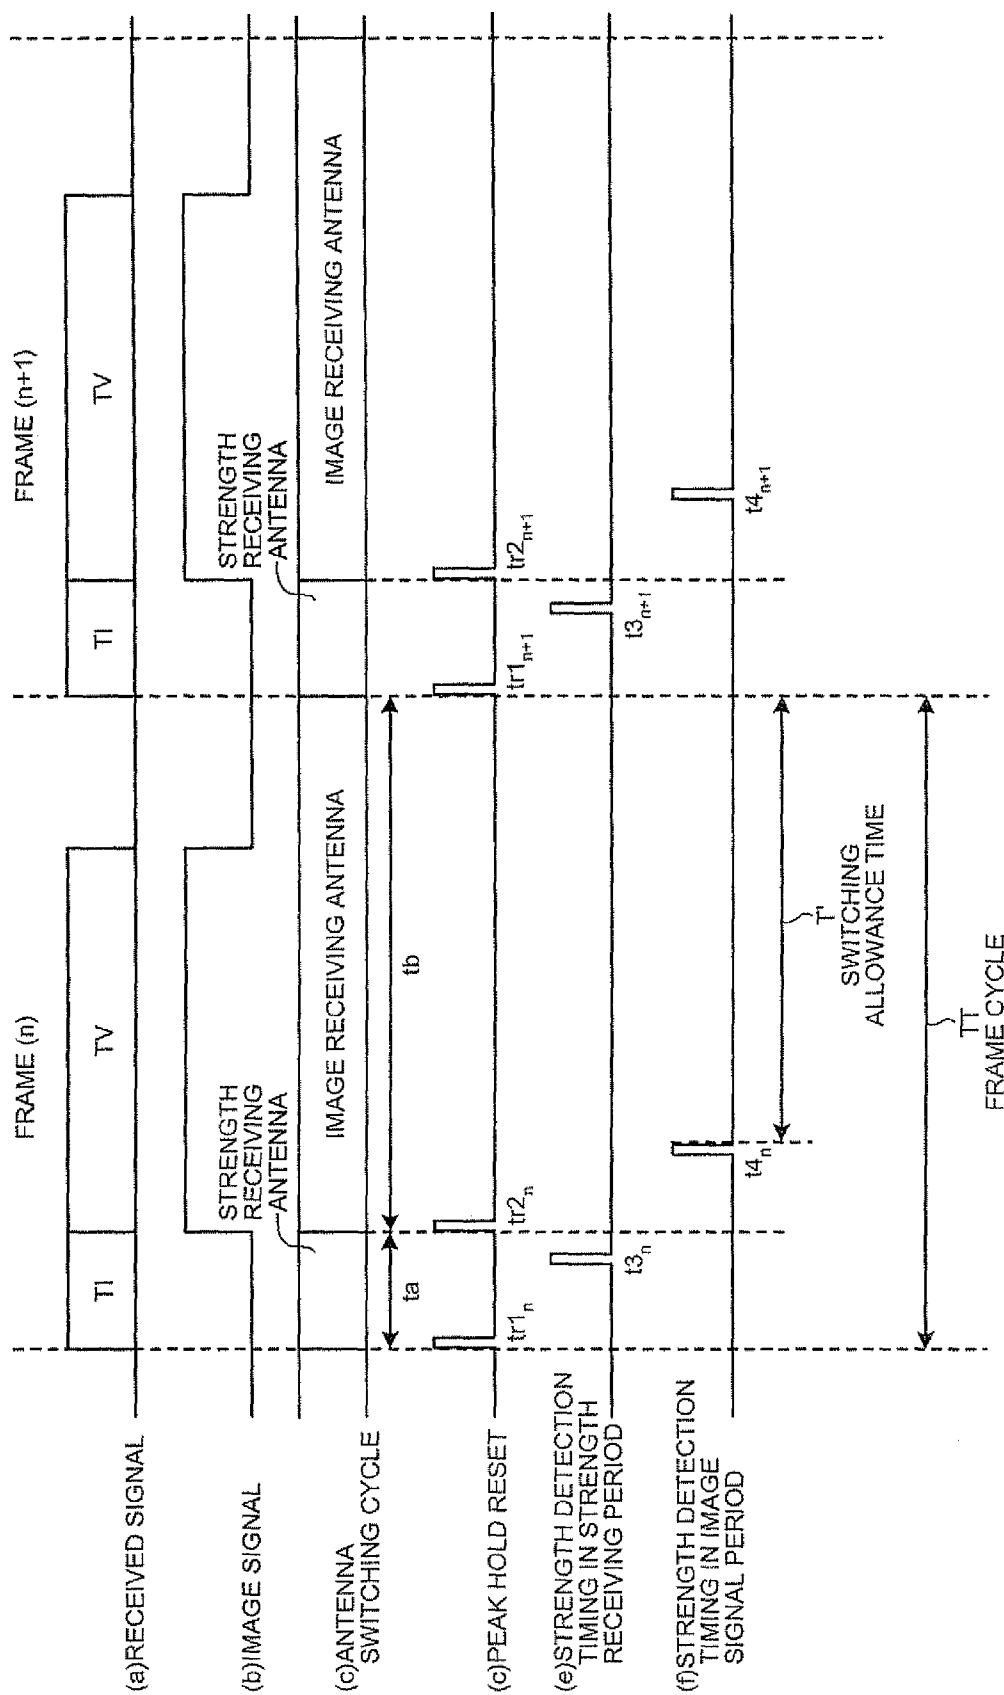 FRAME (n)
FRAME (n+1)
(a)RECEIVED SIGNAL
TI
TV
TI
TV
(b)IMAGE SIGNAL
STRENGTH
RECEIVING
ANTENNA
STRENGTH
RECEIVING
ANTENNA
(c)ANTENNA
SWITCHING CYCLE
IMAGE RECEIVING ANTENNA
IMAGE RECEIVING ANTENNA
ta
tb
(c)PEAK HOLD RESET
tr1n
tr2n
tr1n+1
tr2n+1
(e)STRENGTH DETECTION
TIMING IN STRENGTH
RECEIVING PERIOD
t3n
t3n+1
(f)STRENGTH DETECTION
TIMING IN IMAGE
SIGNAL PERIOD
t4n
t4n+1
T'
SWITCHING
ALLOWANCE TIME
TT
FRAME CYCLE